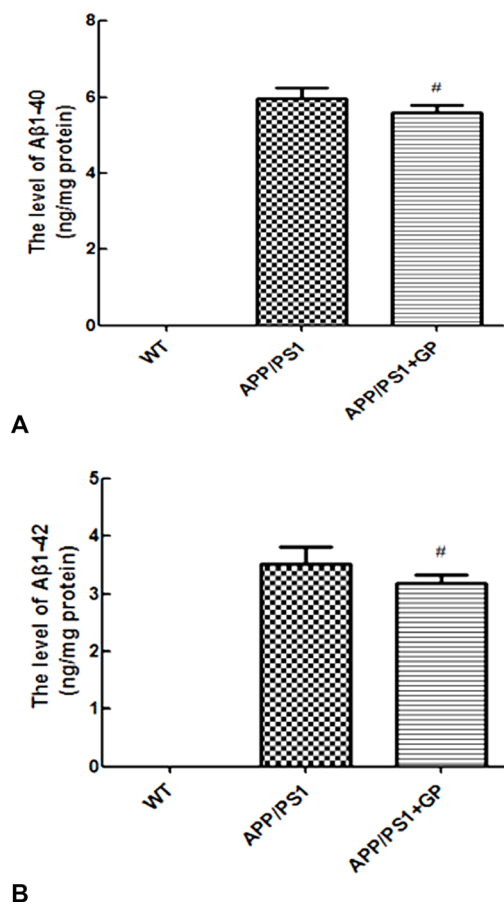 8
6
4
2
0
The level of Aβ1-40
(ng/mg protein)
#
WT
APP/PS1
APP/PS1+GP
A
5
4
3
2
1
0
The level of Aβ1-42
(ng/mg protein)
#
WT
APP/PS1
APP/PS1+GP
B